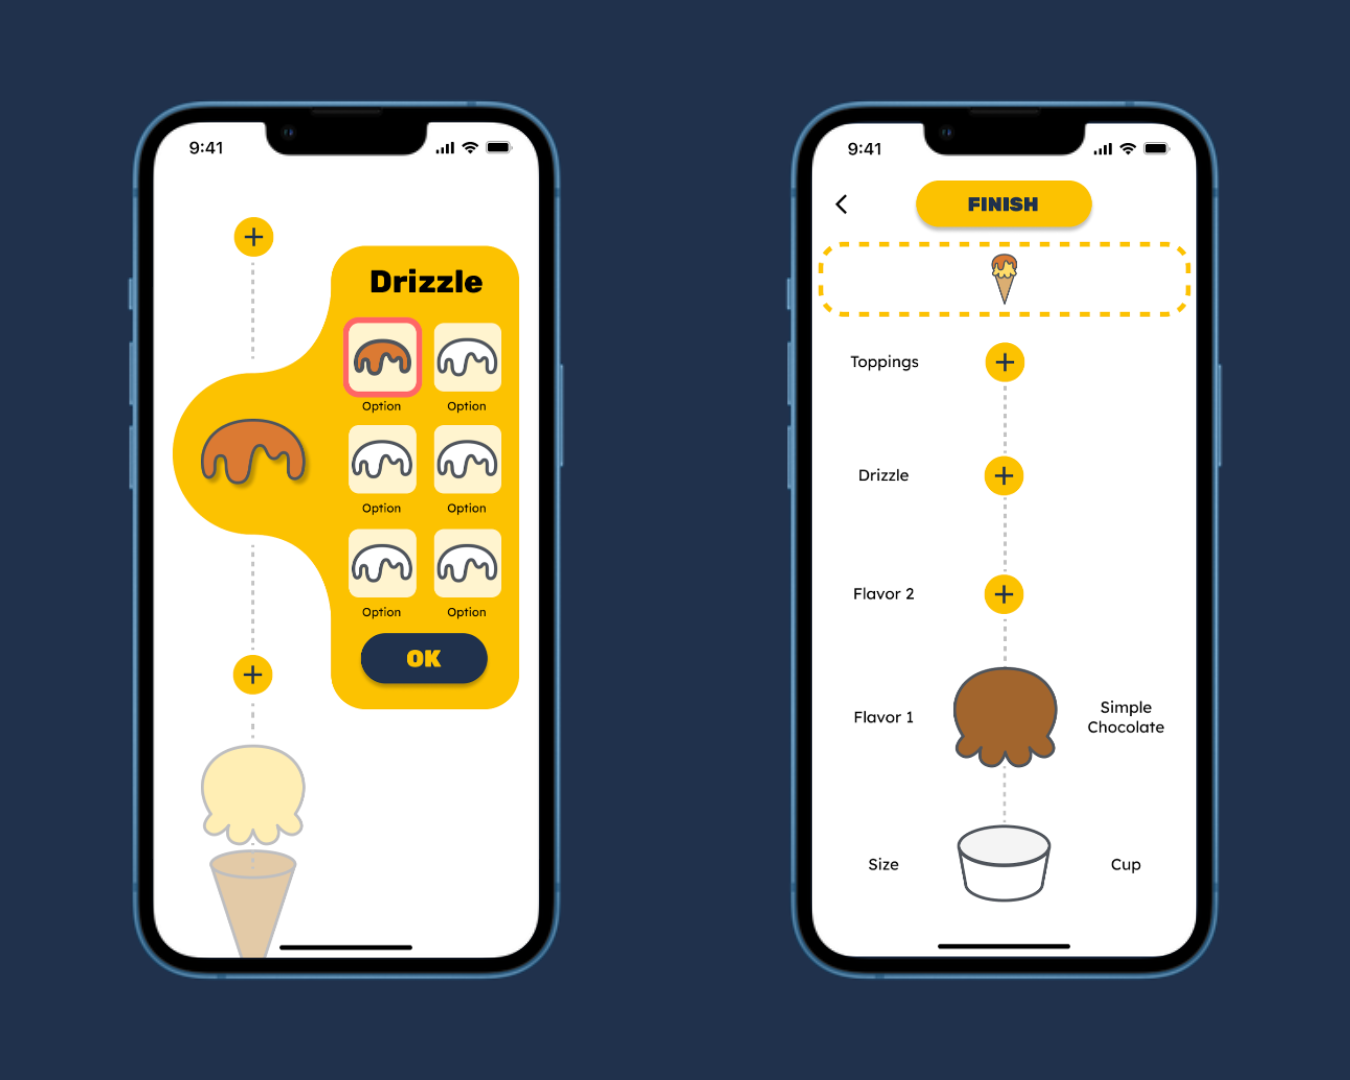 9:41
Drizzle
Option
Option
Option
Option
Option
Option
OK
9:41
FINISH
Toppings
Drizzle
Flavor 2
Flavor 1
Simple
Chocolate
Size
Cup